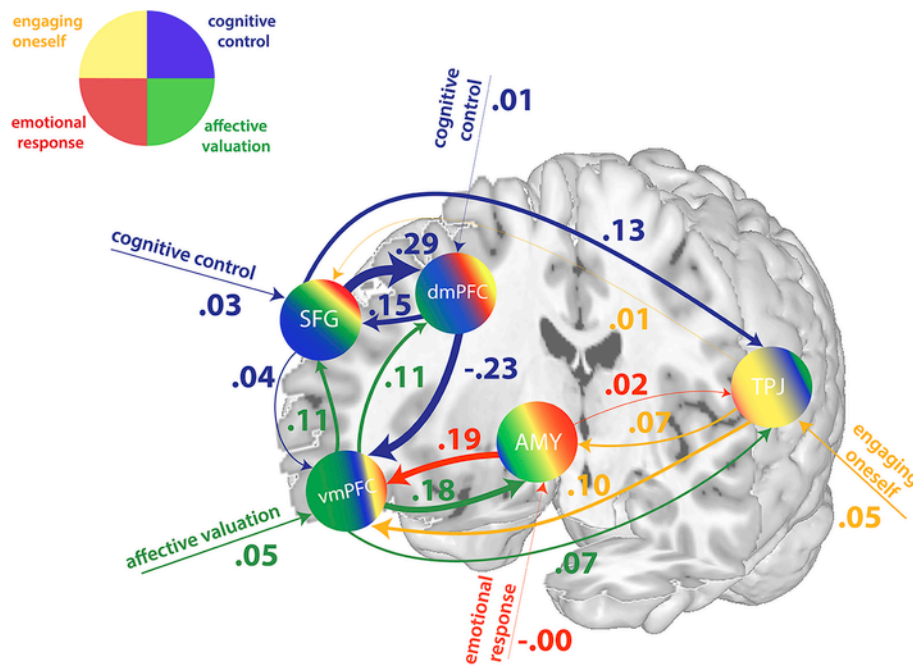 engaging
oneself
cognitive
control
emotional
response
affective
valuation
cognitive
control
.01
cognitive control
.03
.29
dmPFC
.13
SFG
.15
.01
.04
-.23
.11
.11
.02
TPJ
.07
AMY
.19
engaging
oneself
.05
vmPFC
.18
.10
affective valuation
.05
.07
emotional
response
-.00